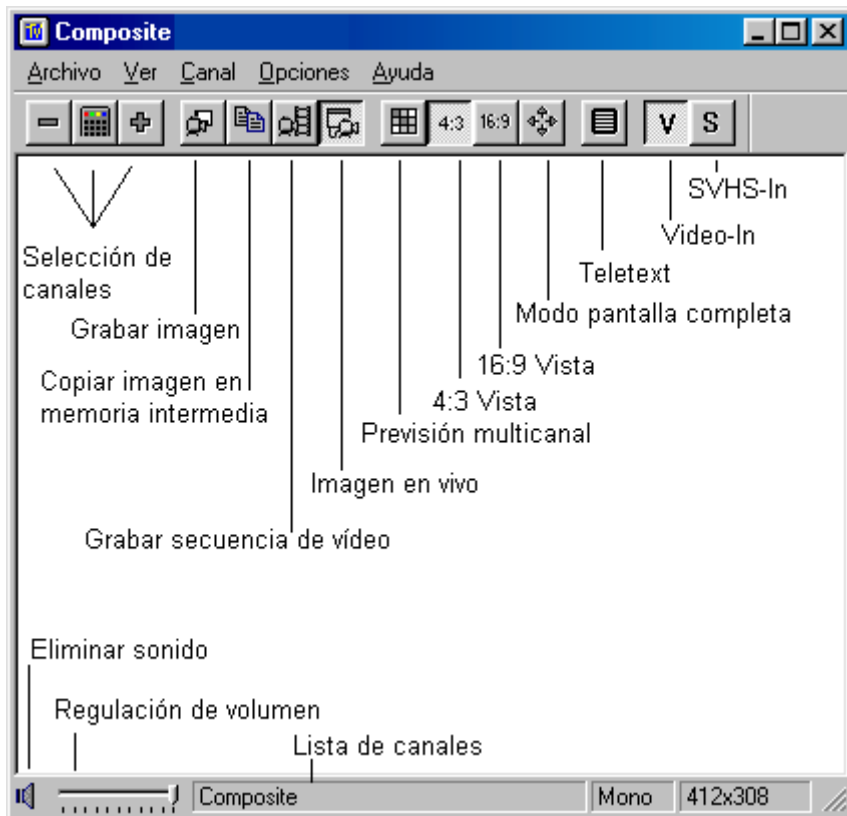 TV Composite
Archivo Ver Canal Opciones Ayuda
4:3 16:9 V S
SVHS-In
Video-In
Selección de
canales
Teletext
Modo pantalla completa
Grabar imagen
16:9 Vista
Copiar imagen en
memoria intermedia
4:3 Vista
Previsión multicanal
Imagen en vivo
Grabar secuencia de vídeo
Eliminar sonido
Regulación de volumen
Lista de canales
Composite Mono 412x308